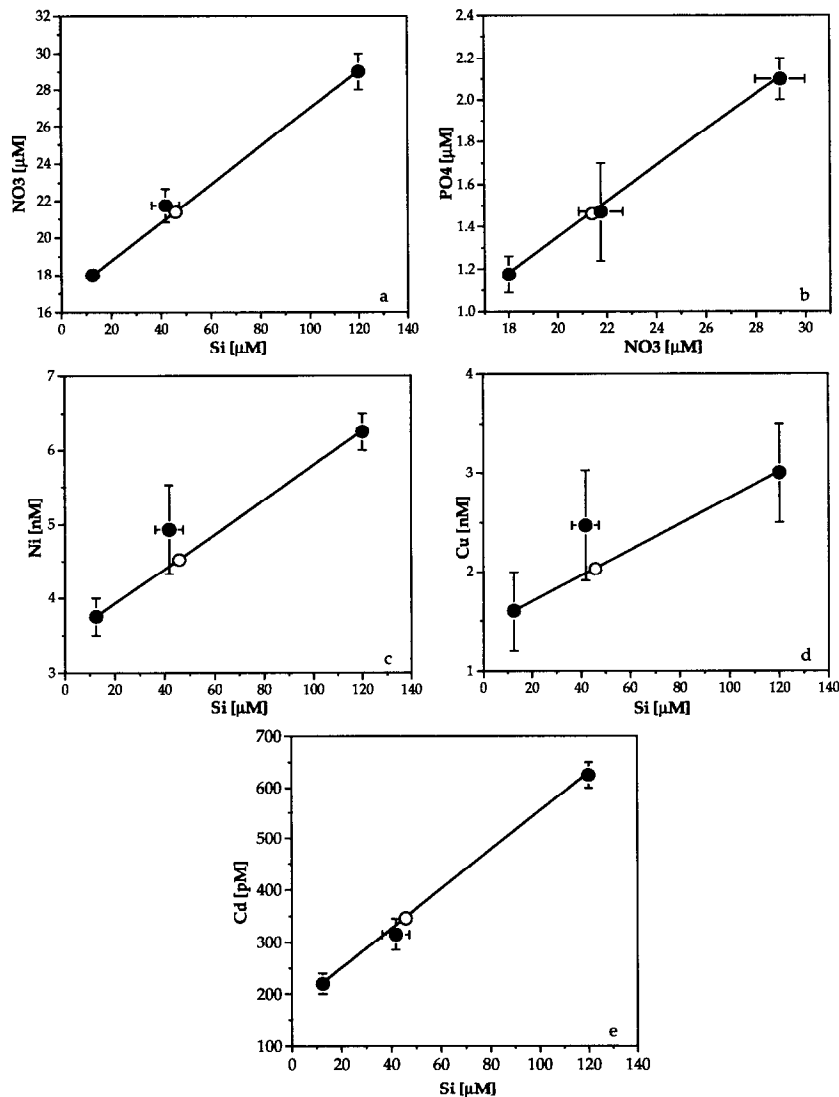 32
30
28
26
24
22
20
18
16
NO3 [µM]
0 20 40 60 80 100 120 140
Si [µM]
a
2.4
2.2
2.0
1.8
1.6
1.4
1.2
1.0
PO4 [µM]
18 20 22 24 26 28 30
NO3 [µM]
b
7
6
5
4
3
Ni [nM]
0 20 40 60 80 100 120 140
Si [µM]
c
4
3
2
1
Cu [nM]
0 20 40 60 80 100 120 140
Si [µM]
d
700
600
500
400
300
200
100
Cd [pM]
0 20 40 60 80 100 120 140
Si [µM]
e